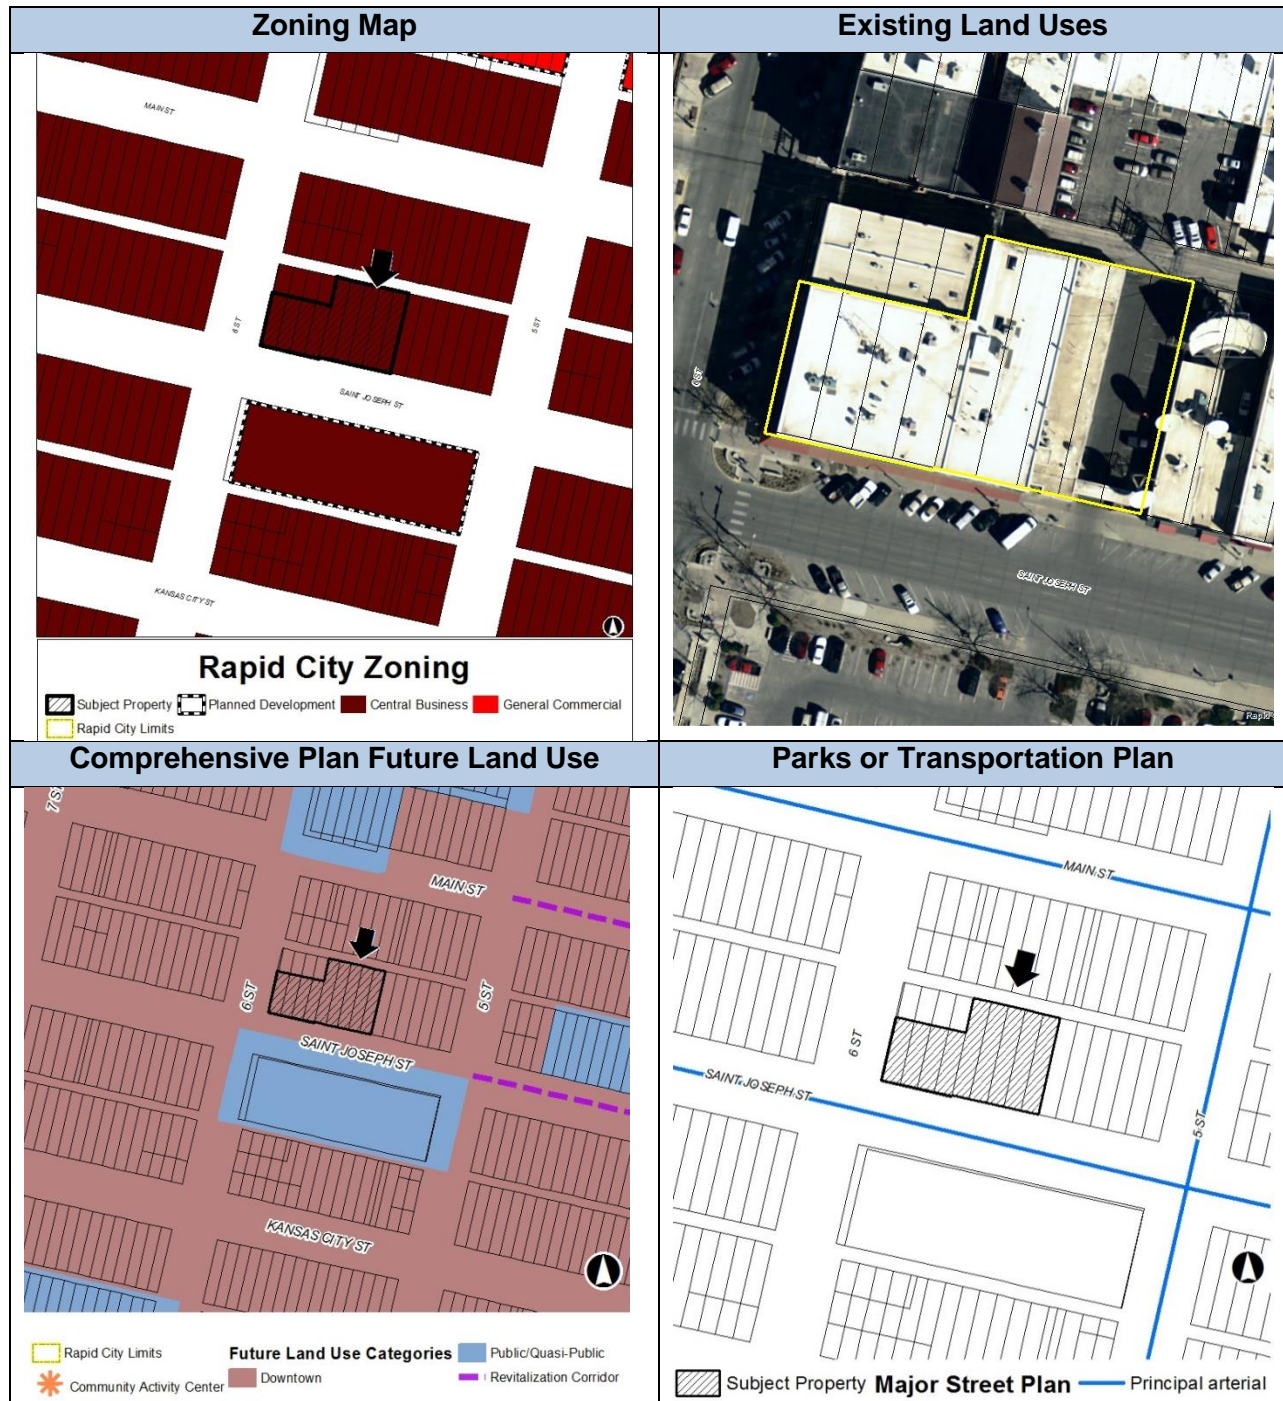 Zoning Map
Existing Land Uses
MAIN ST
6 ST
5 ST
SAINT JOSEPH ST
KANSAS CITY ST
Rapid City Zoning
Subject Property Planned Development Central Business General Commercial
Rapid City Limits
6 ST
SAINT JOSEPH ST
Rapid
Comprehensive Plan Future Land Use
Parks or Transportation Plan
7 ST
MAIN ST
6 ST
5 ST
SAINT JOSEPH ST
KANSAS CITY ST
Rapid City Limits
Community Activity Center
Future Land Use Categories
Downtown
Public/Quasi-Public
Revitalization Corridor
MAIN ST
6 ST
SAINT JOSEPH ST
5 ST
Subject Property Major Street Plan Principal arterial